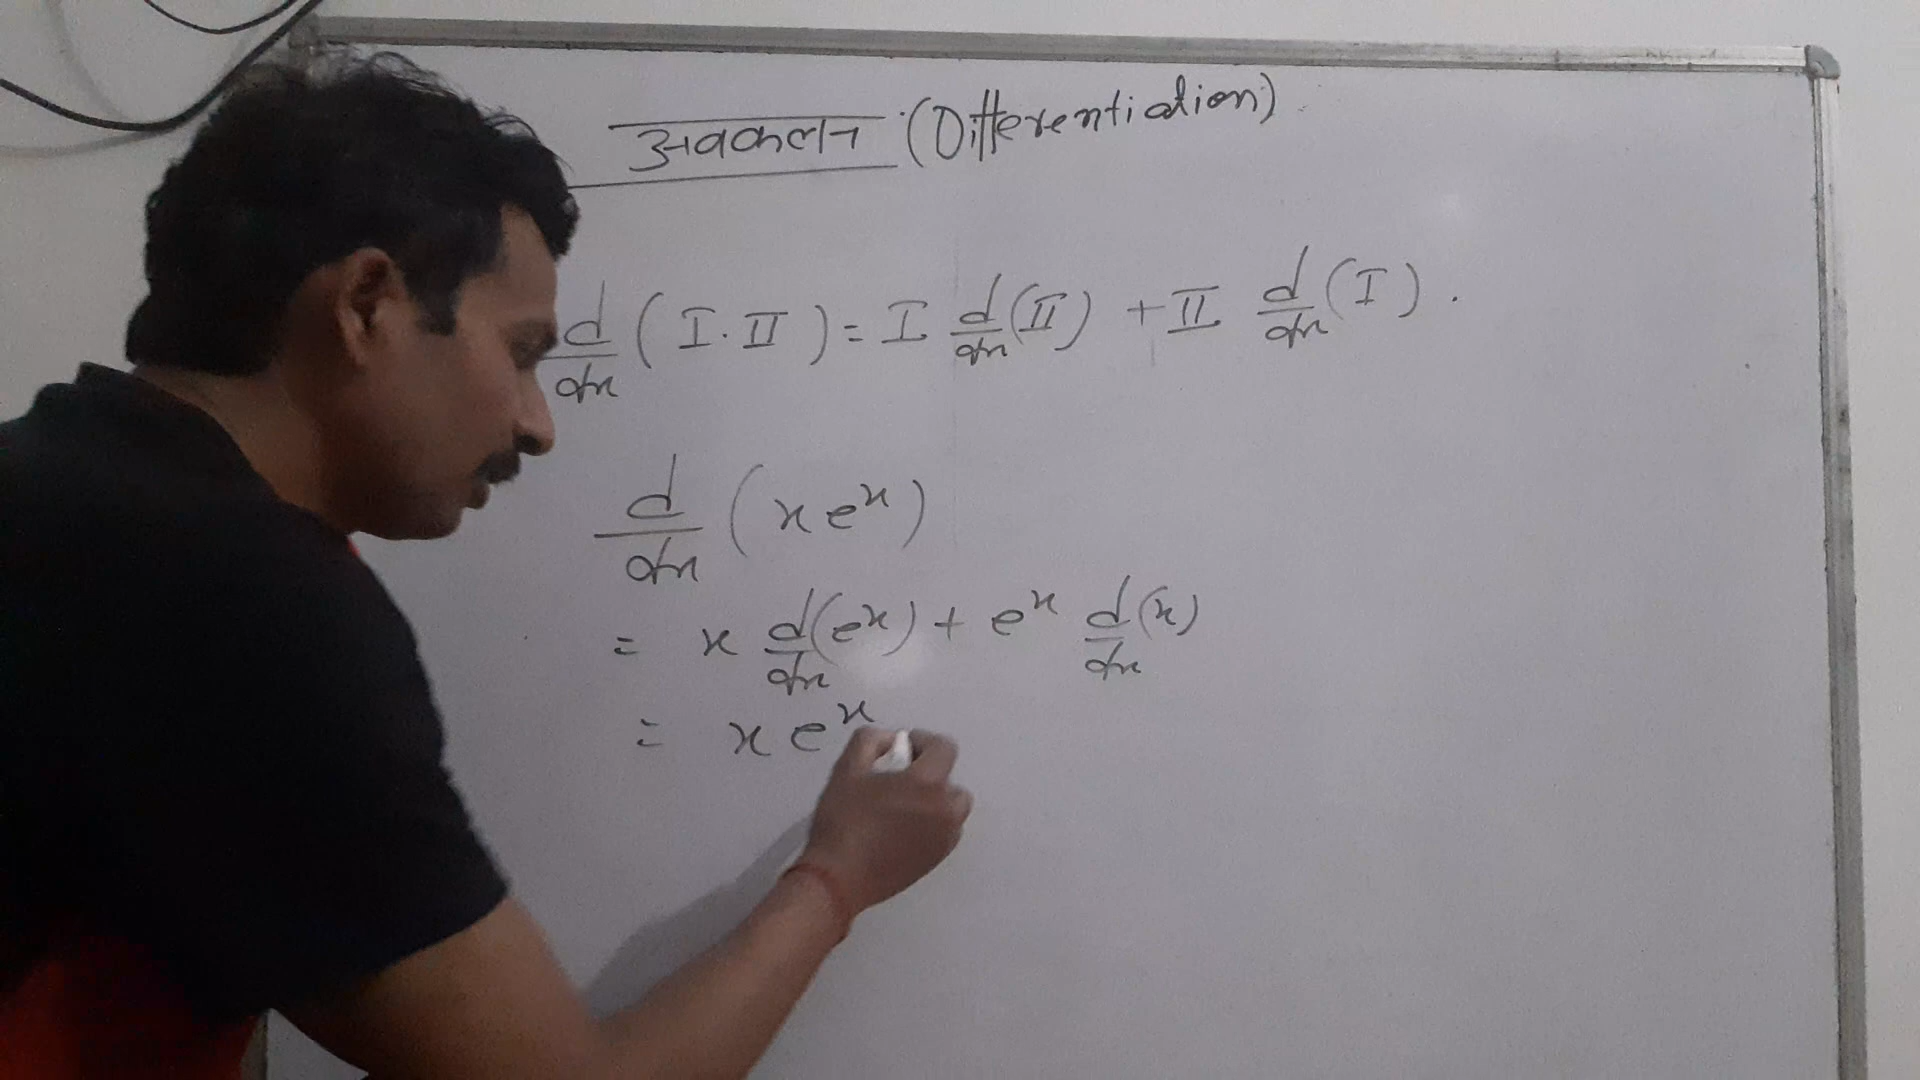 अवकलन (Differentiation)
d/dx (I · II) = I d/dx (II) + II d/dx (I).
d/dx (x e^x)
= x d/dx (e^x) + e^x d/dx (x)
= x e^x